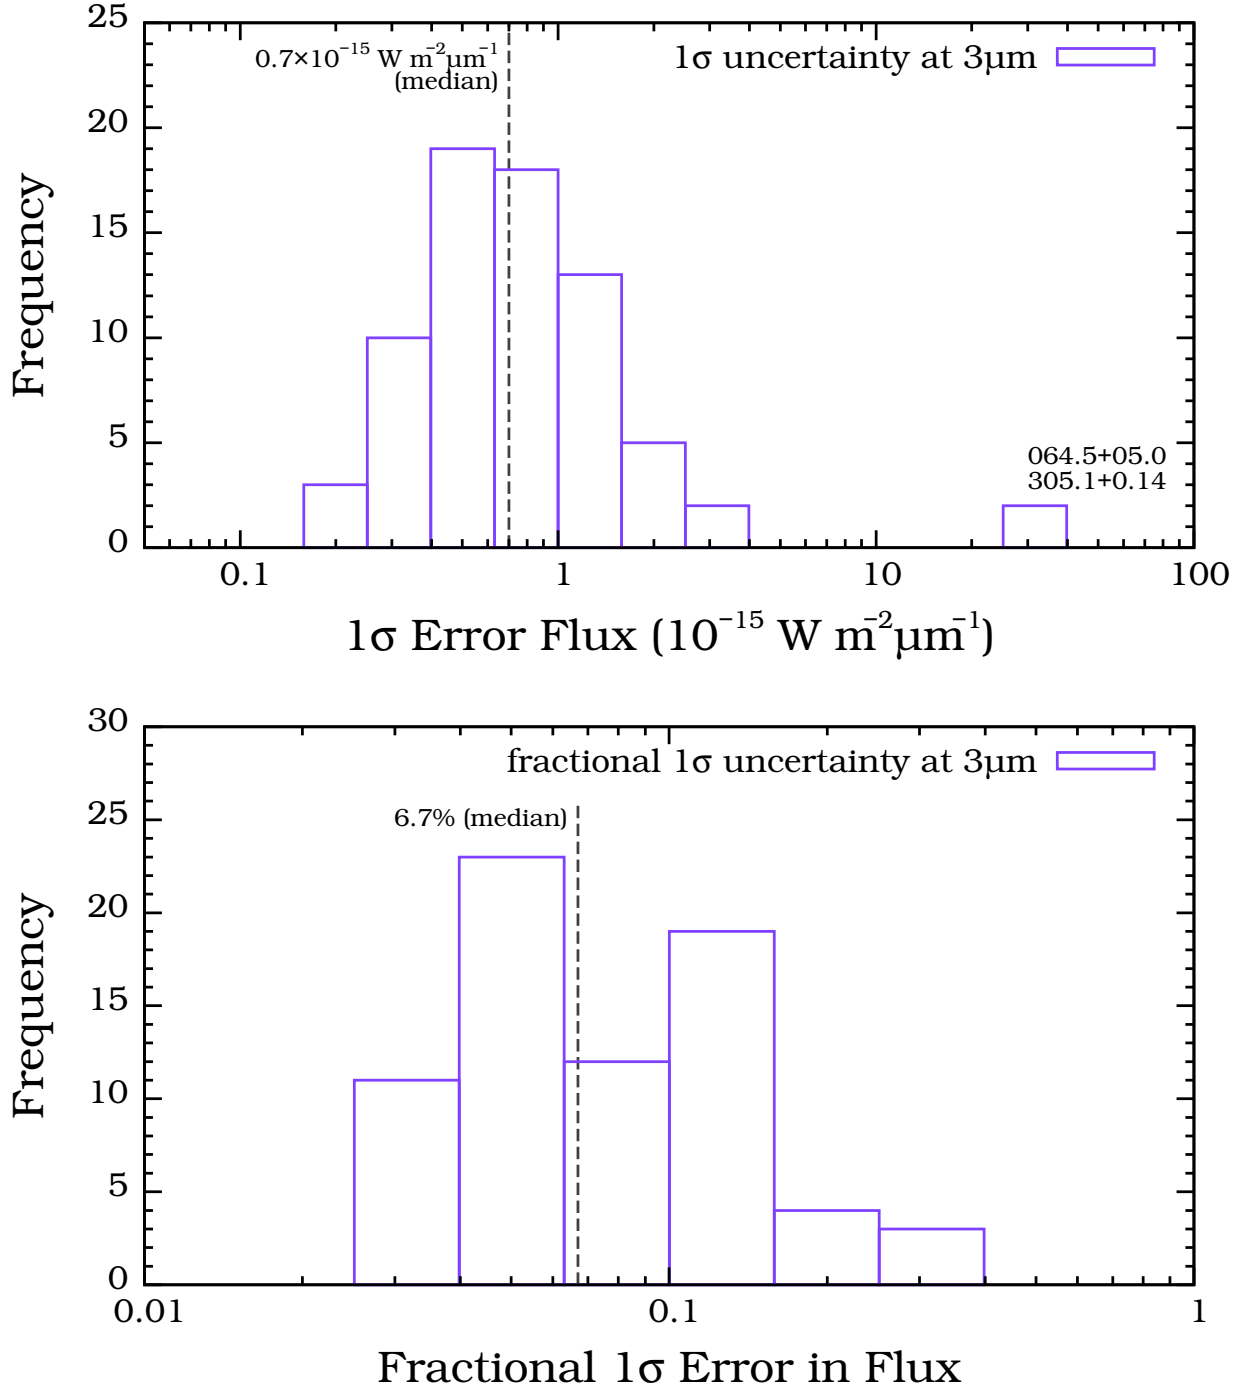 25
20
15
10
5
0
Frequency
0.7×10⁻¹⁵ W m⁻²µm⁻¹
(median)
1σ uncertainty at 3µm
064.5+05.0
305.1+0.14
0.1 1 10 100
1σ Error Flux (10⁻¹⁵ W m⁻²µm⁻¹)
30
25
20
15
10
5
0
Frequency
fractional 1σ uncertainty at 3µm
6.7% (median)
0.01 0.1 1
Fractional 1σ Error in Flux